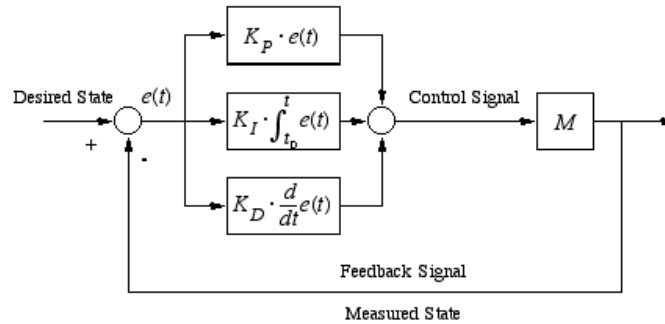 K_P · e(t)
Desired State
e(t)
+
-
K_I · ∫_{t_0}^{t} e(t)
K_D · d/dt e(t)
Control Signal
M
Feedback Signal
Measured State